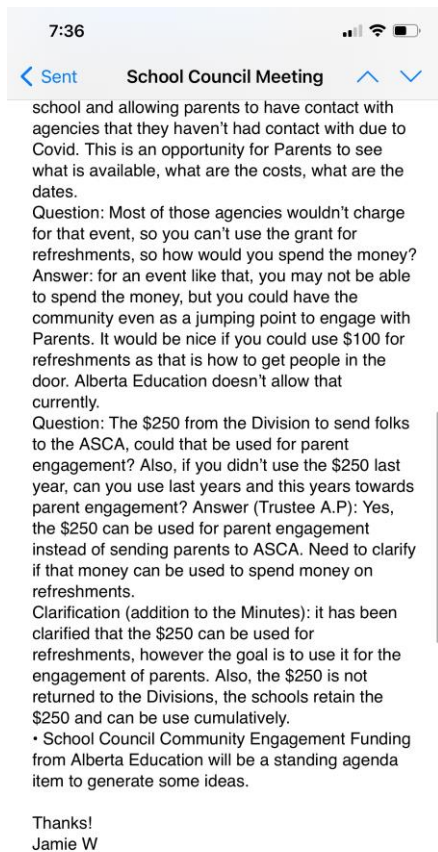 7:36
Sent
School Council Meeting
school and allowing parents to have contact with
agencies that they haven't had contact with due to
Covid. This is an opportunity for Parents to see
what is available, what are the costs, what are the
dates.
Question: Most of those agencies wouldn't charge
for that event, so you can't use the grant for
refreshments, so how would you spend the money?
Answer: for an event like that, you may not be able
to spend the money, but you could have the
community even as a jumping point to engage with
Parents. It would be nice if you could use $100 for
refreshments as that is how to get people in the
door. Alberta Education doesn't allow that
currently.
Question: The $250 from the Division to send folks
to the ASCA, could that be used for parent
engagement? Also, if you didn't use the $250 last
year, can you use last years and this years towards
parent engagement? Answer (Trustee A.P): Yes,
the $250 can be used for parent engagement
instead of sending parents to ASCA. Need to clarify
if that money can be used to spend money on
refreshments.
Clarification (addition to the Minutes): it has been
clarified that the $250 can be used for
refreshments, however the goal is to use it for the
engagement of parents. Also, the $250 is not
returned to the Divisions, the schools retain the
$250 and can be use cumulatively.
• School Council Community Engagement Funding
from Alberta Education will be a standing agenda
item to generate some ideas.
Thanks!
Jamie W